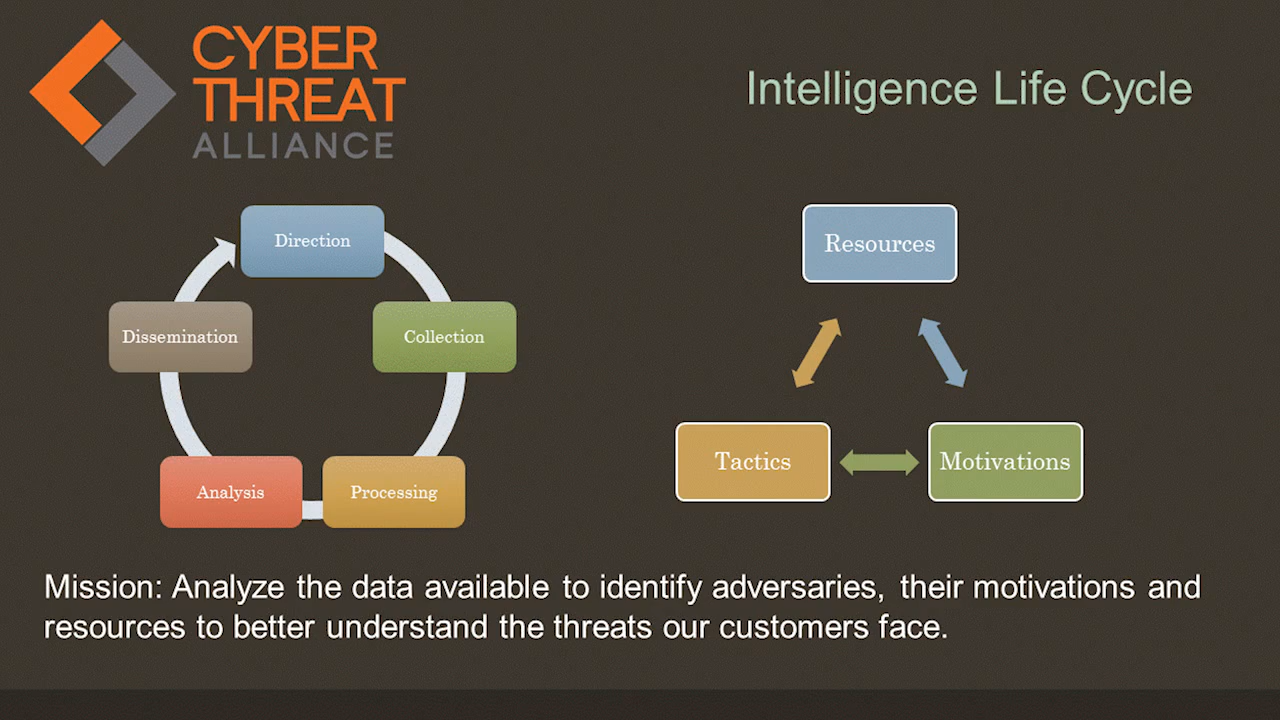 CYBER
THREAT
ALLIANCE
Intelligence Life Cycle
Direction
Dissemination
Collection
Analysis
Processing
Resources
Tactics
Motivations
Mission: Analyze the data available to identify adversaries, their motivations and
resources to better understand the threats our customers face.